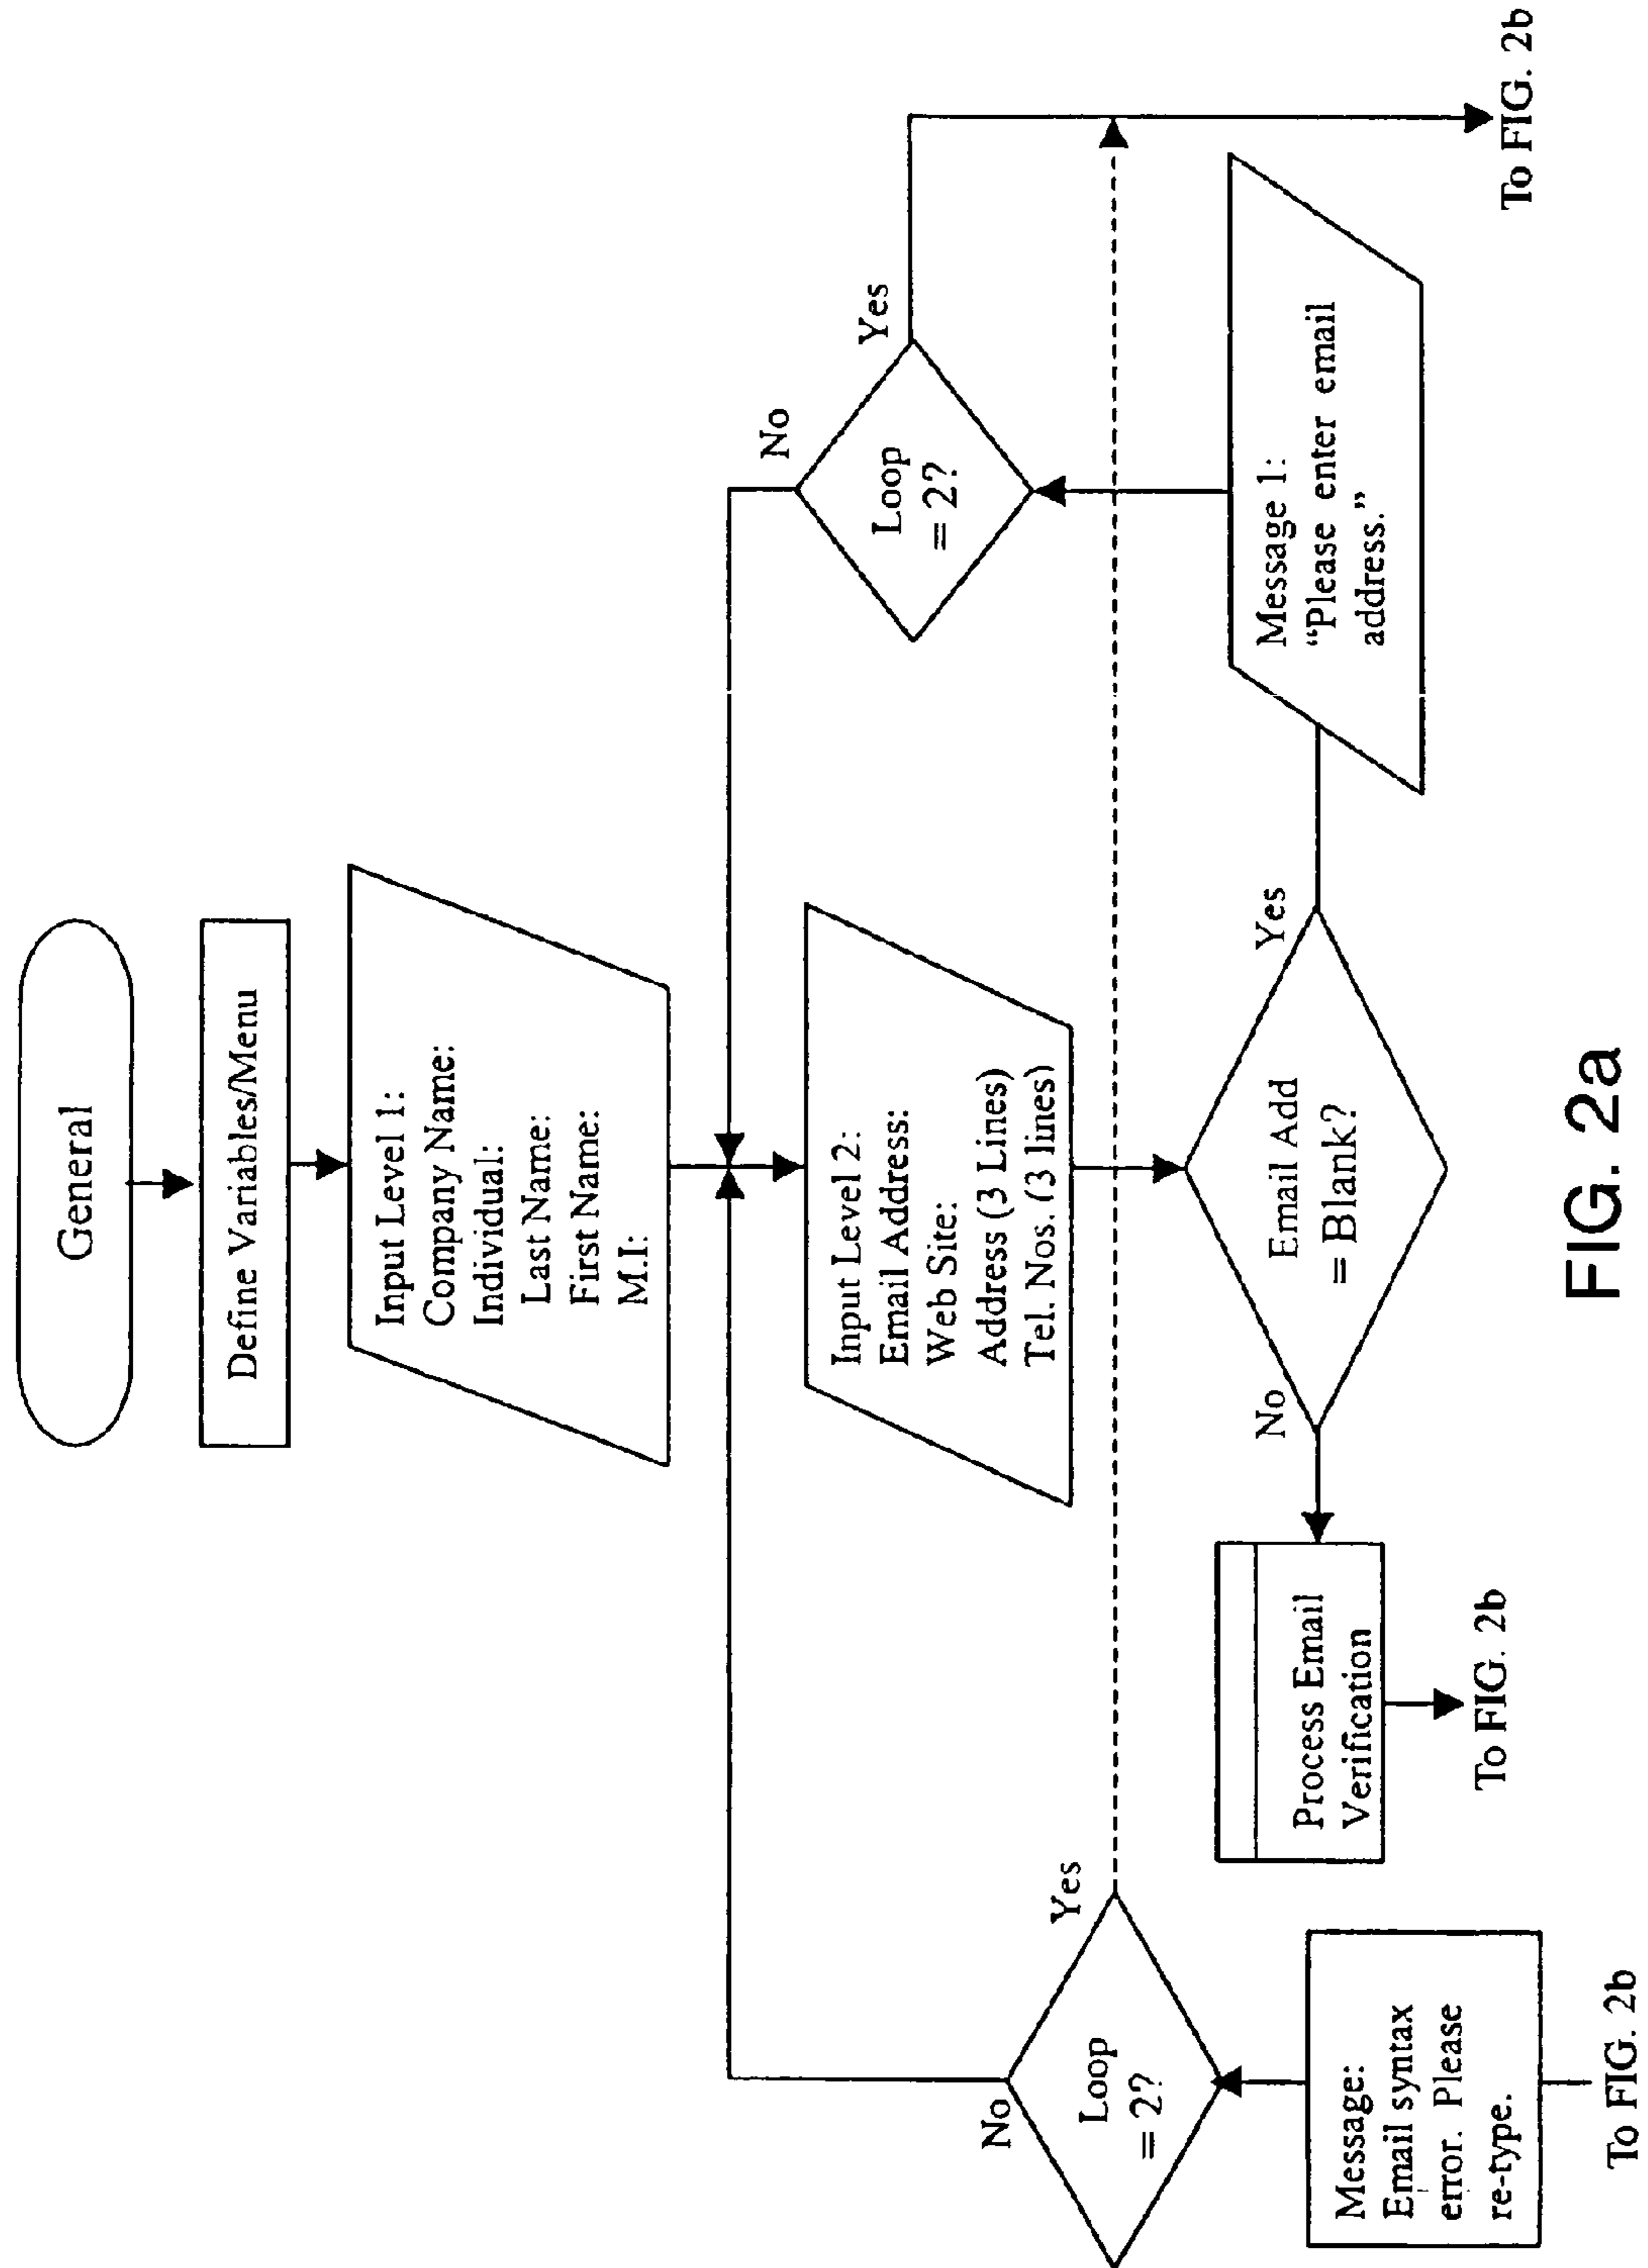 General
Define Variables/Menu
Input Level 1:
Company Name:
Individual:
Last Name:
First Name:
M.I:
No
Yes
Loop
= 2?
Input Level 2:
Email Address:
Web Site:
Address (3 Lines)
Tel. Nos. (3 lines)
No
Yes
Loop
= 2?
No
Yes
Email Add
= Blank?
Message 1:
“Please enter email
address.”
Process Email
Verification
Message:
Email syntax
error. Please
re-type.
To FIG. 2b
To FIG. 2b
To FIG. 2b
FIG. 2a